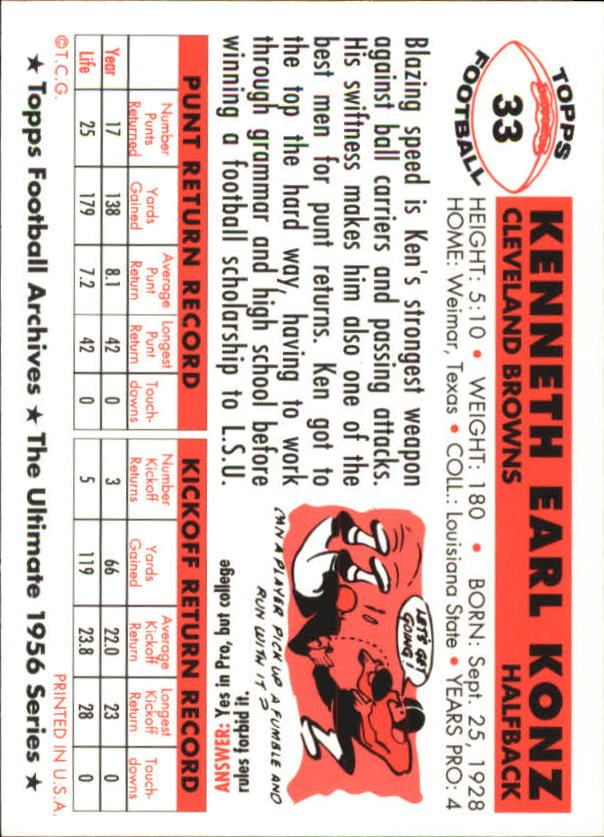 TOPPS
33
FOOTBALL
KENNETH EARL KONZ
CLEVELAND BROWNS HALFBACK
HEIGHT: 5:10 • WEIGHT: 180 • BORN: Sept. 25, 1928
HOME: Weimar, Texas • COLL.: Louisiana State • YEARS PRO: 4
Blazing speed is Ken's strongest weapon
against ball carriers and passing attacks.
His swiftness makes him also one of the
best men for punt returns. Ken got to
the top the hard way, having to work
through grammar and high school before
winning a football scholarship to L.S.U.
LET'S GET
GOING!
CAN A PLAYER PICK UP A FUMBLE AND
RUN WITH IT?
ANSWER: Yes in Pro, but college
rules forbid it.
PUNT RETURN RECORD
Number Punts Returned Yards Gained Average Punt Return Longest Punt Return Touch-downs
Year 17 138 8.1 42 0
Life 25 179 7.2 42 0
KICKOFF RETURN RECORD
Number Kickoff Returns Yards Gained Average Kickoff Return Longest Kickoff Return Touch-downs
3 66 22.0 23 0
5 119 23.8 28 0
©T.C.G. PRINTED IN U.S.A.
★ Topps Football Archives ★ The Ultimate 1956 Series ★